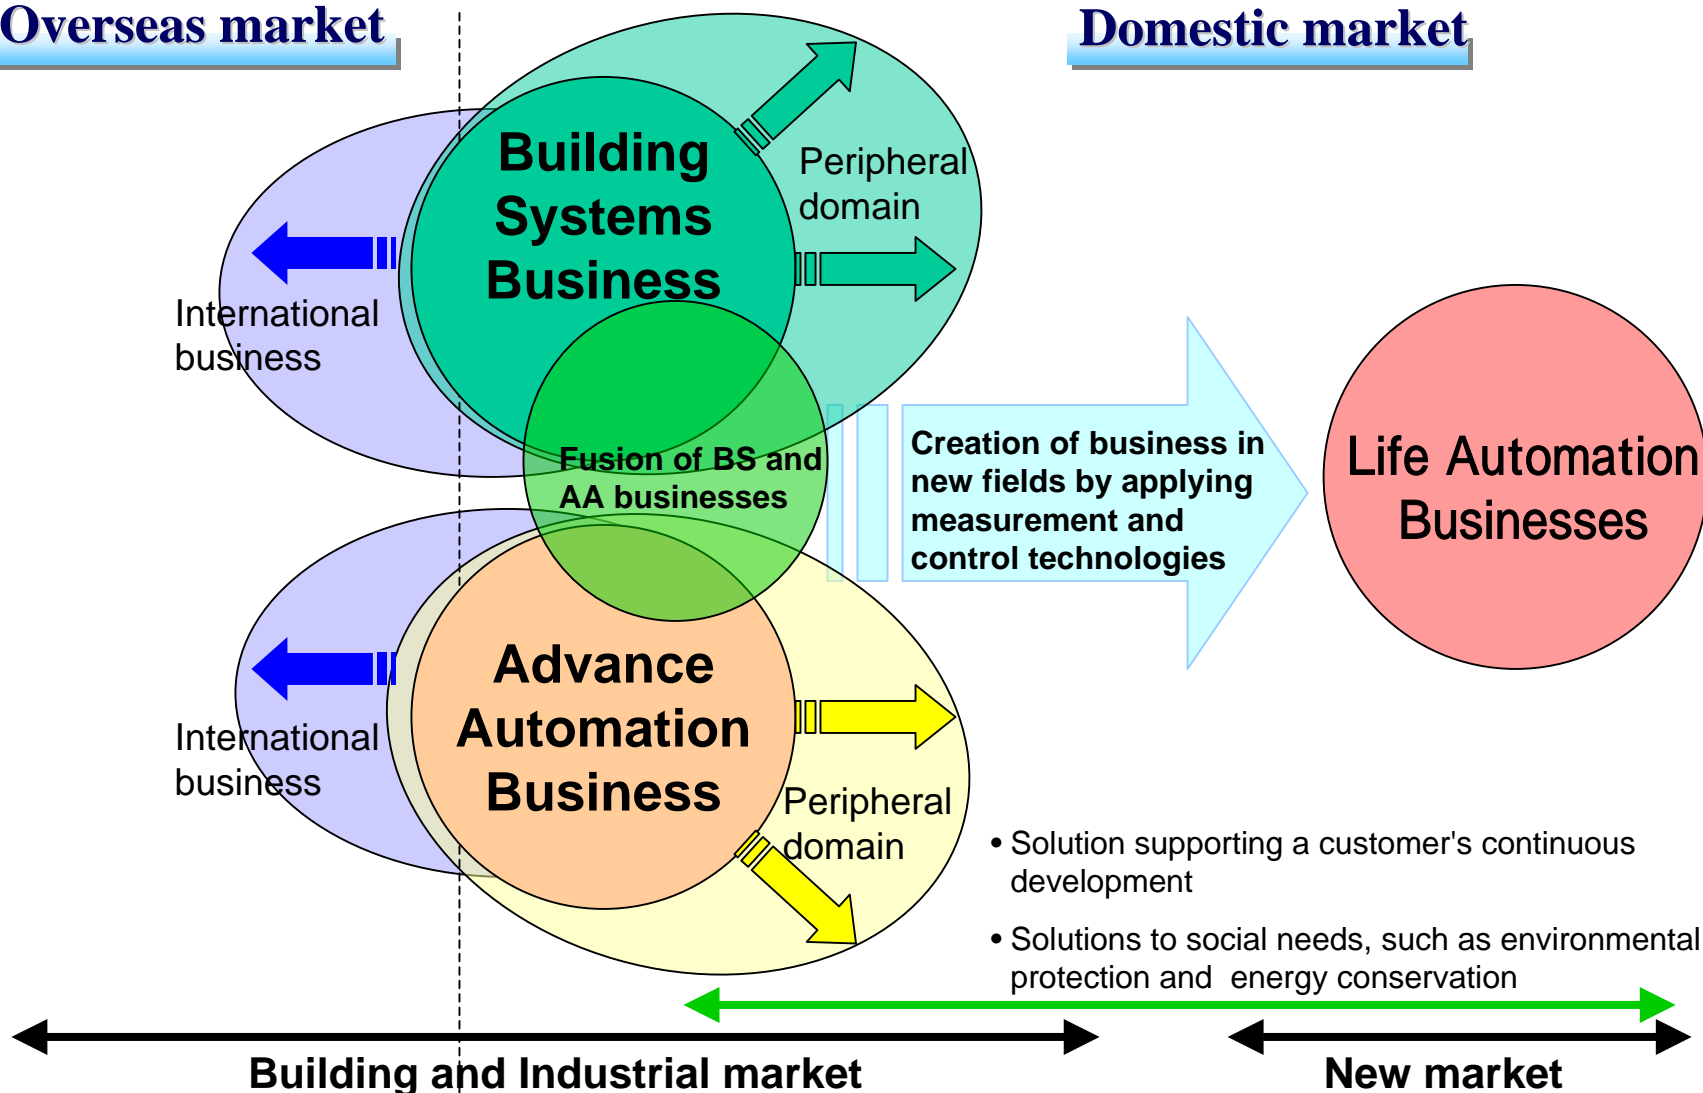 Overseas market
Domestic market
Building
Systems
Business
Peripheral
domain
International
business
Fusion of BS and
AA businesses
Creation of business in
new fields by applying
measurement and
control technologies
Life Automation
Businesses
Advance
Automation
Business
International
business
Peripheral
domain
• Solution supporting a customer's continuous
development
• Solutions to social needs, such as environmental
protection and  energy conservation
Building and Industrial market
New market